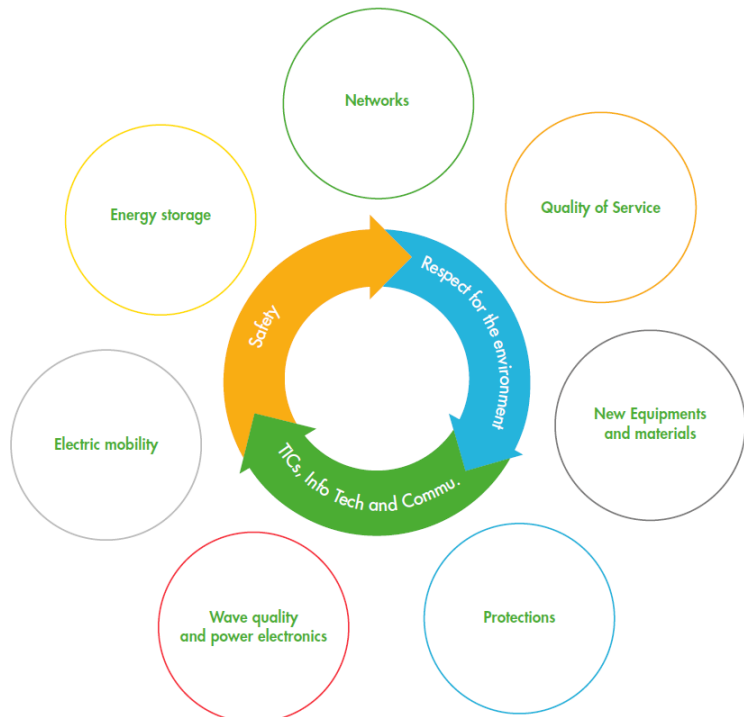 Networks
Energy storage
Quality of Service
Safety
Respect for the environment
New Equipments
and materials
Electric mobility
TICs, Info Tech and Commu.
Wave quality
and power electronics
Protections